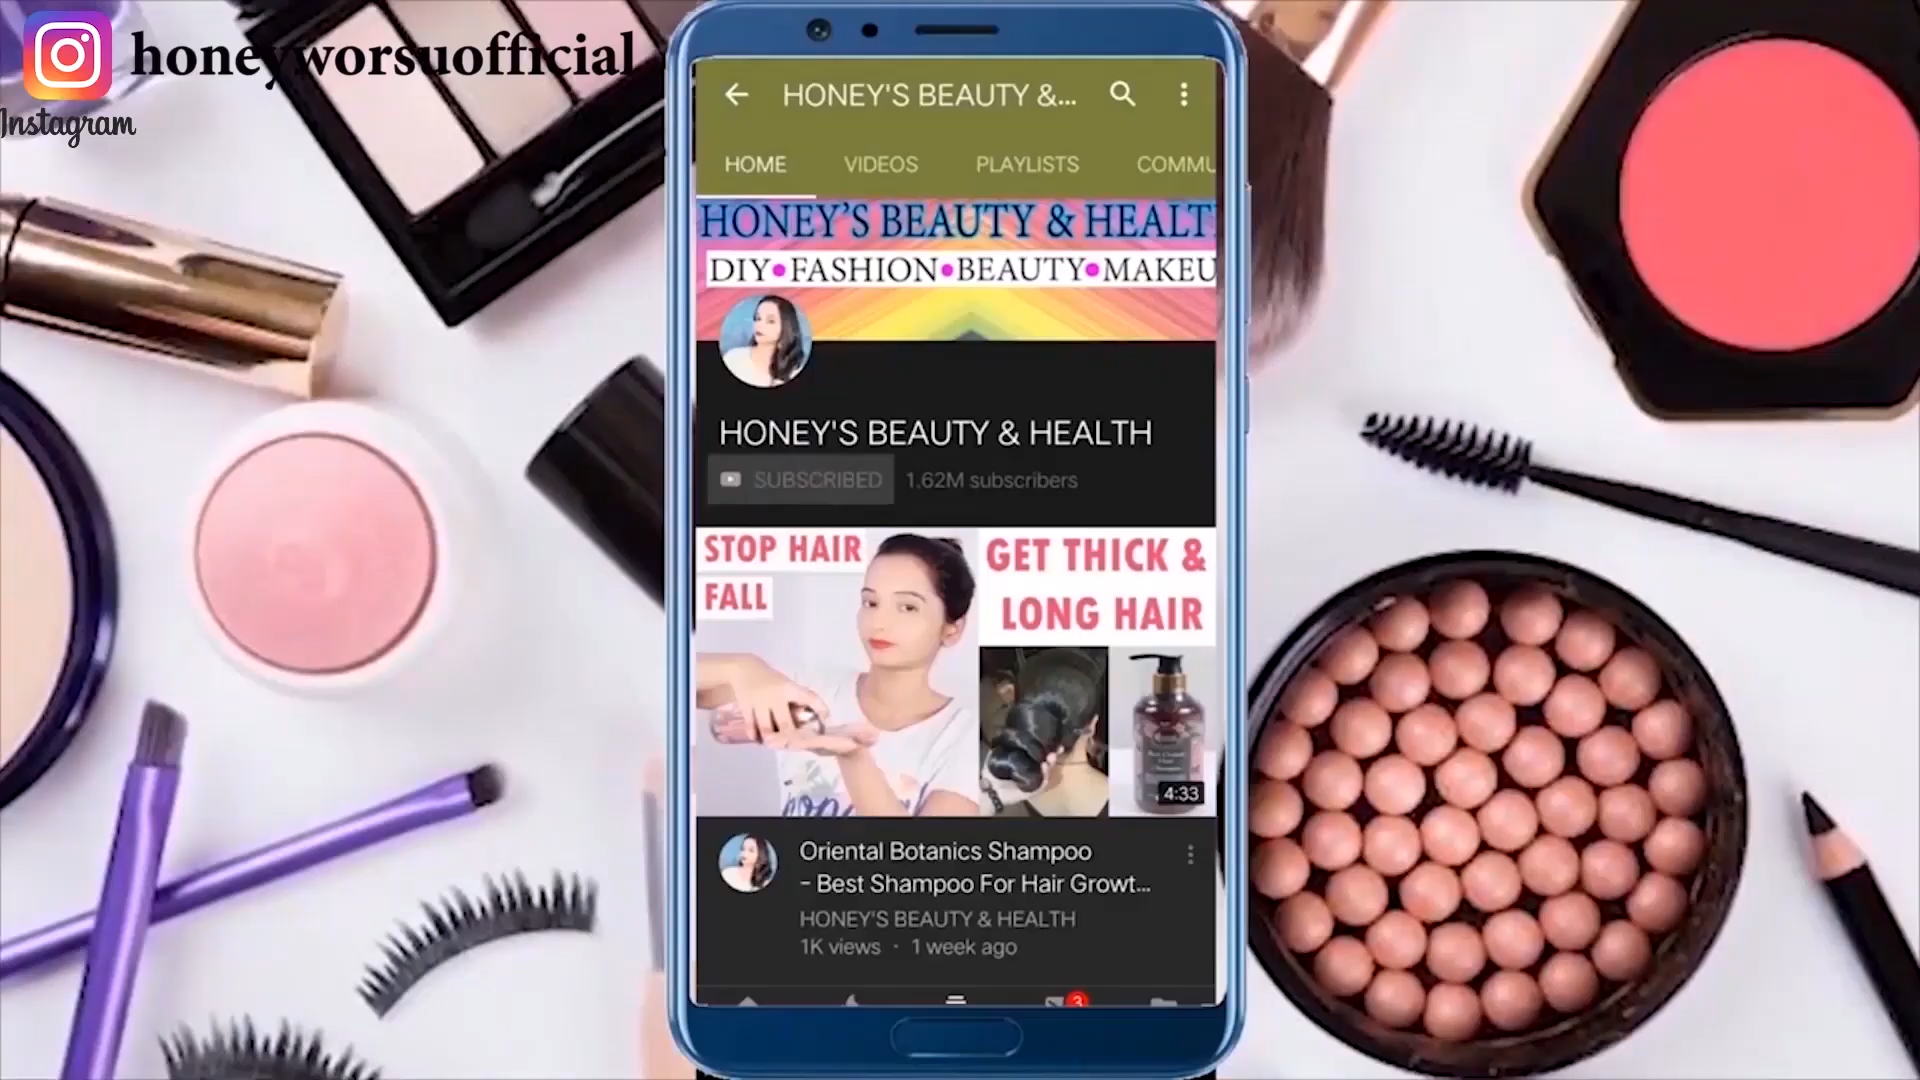 honeyworsuofficial
Instagram
HONEY'S BEAUTY &...
HOME VIDEOS PLAYLISTS COMMU
HONEY'S BEAUTY & HEALT
DIY•FASHION•BEAUTY•MAKEU
HONEY'S BEAUTY & HEALTH
SUBSCRIBED 1.62M subscribers
STOP HAIR
FALL
GET THICK &
LONG HAIR
4:33
Oriental Botanics Shampoo
- Best Shampoo For Hair Growt...
HONEY'S BEAUTY & HEALTH
1K views · 1 week ago
3